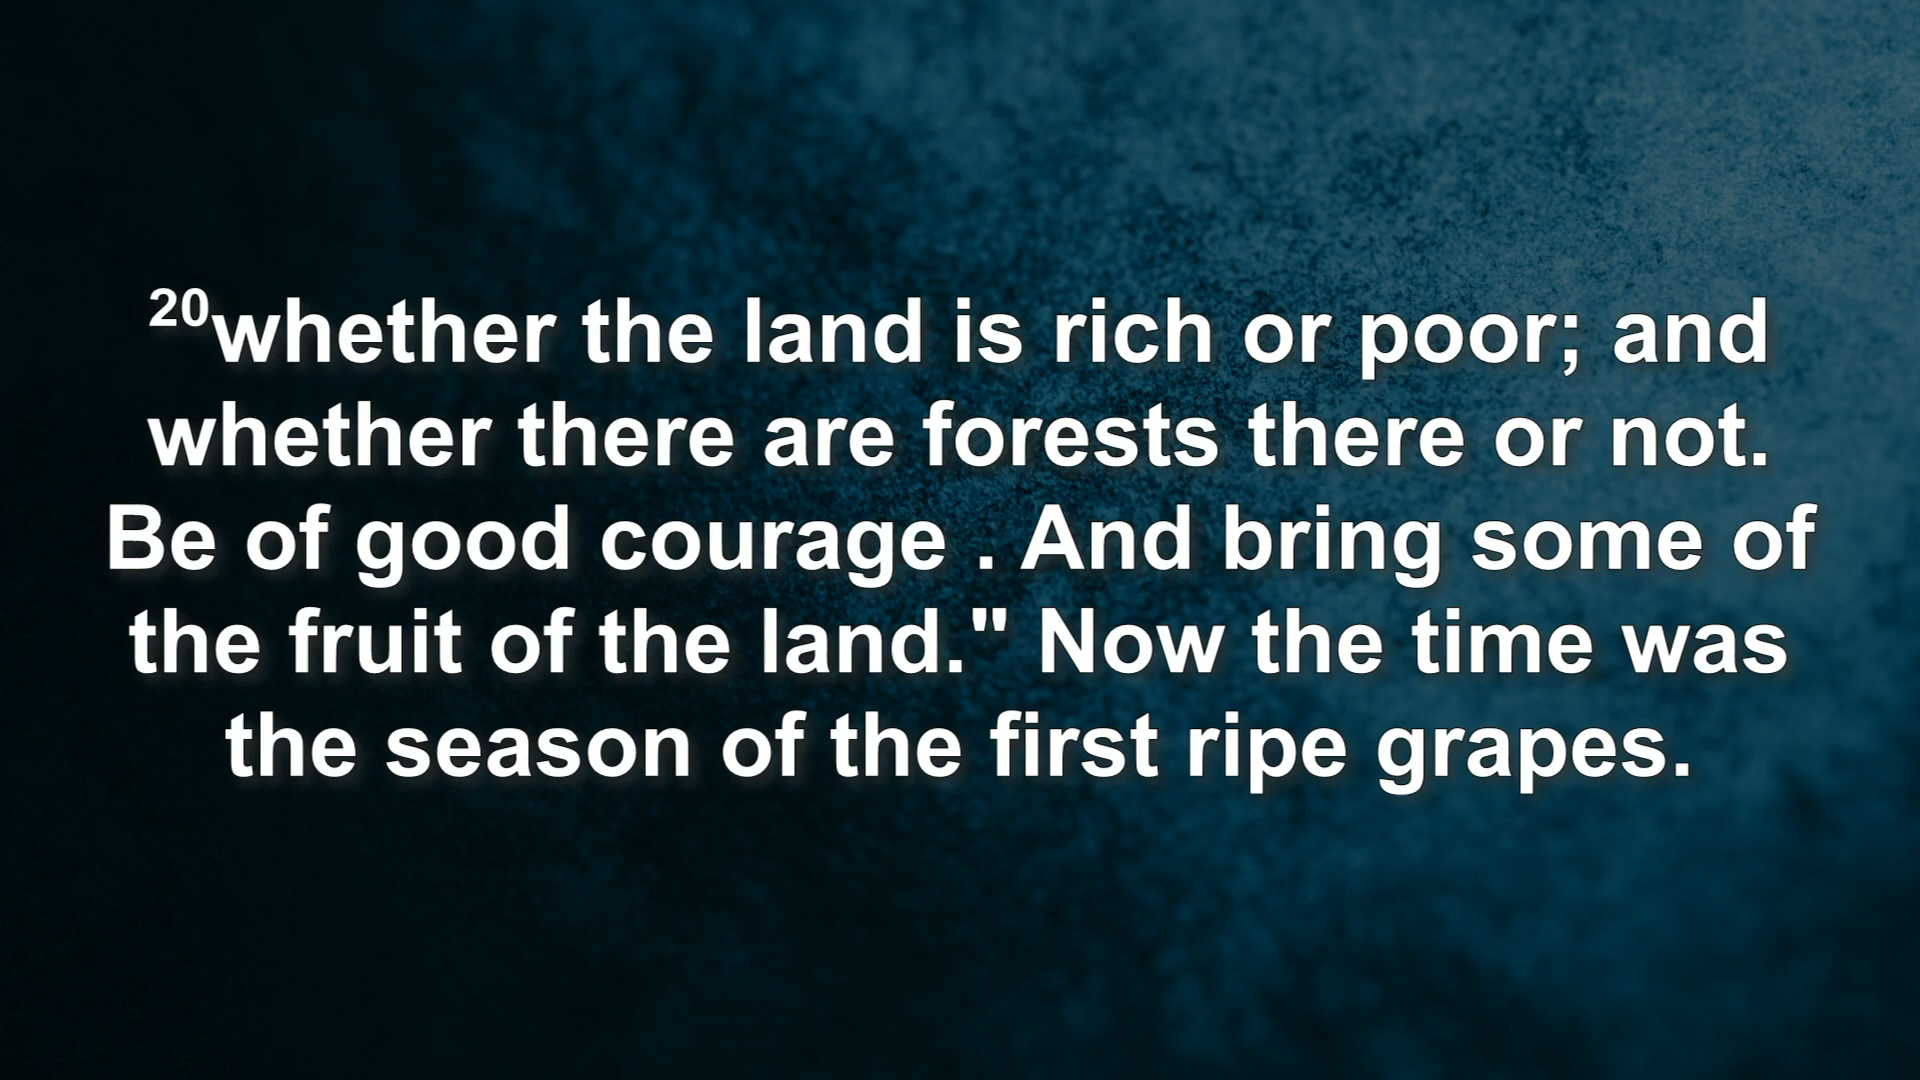 20whether the land is rich or poor; and
whether there are forests there or not.
Be of good courage . And bring some of
the fruit of the land." Now the time was
the season of the first ripe grapes.